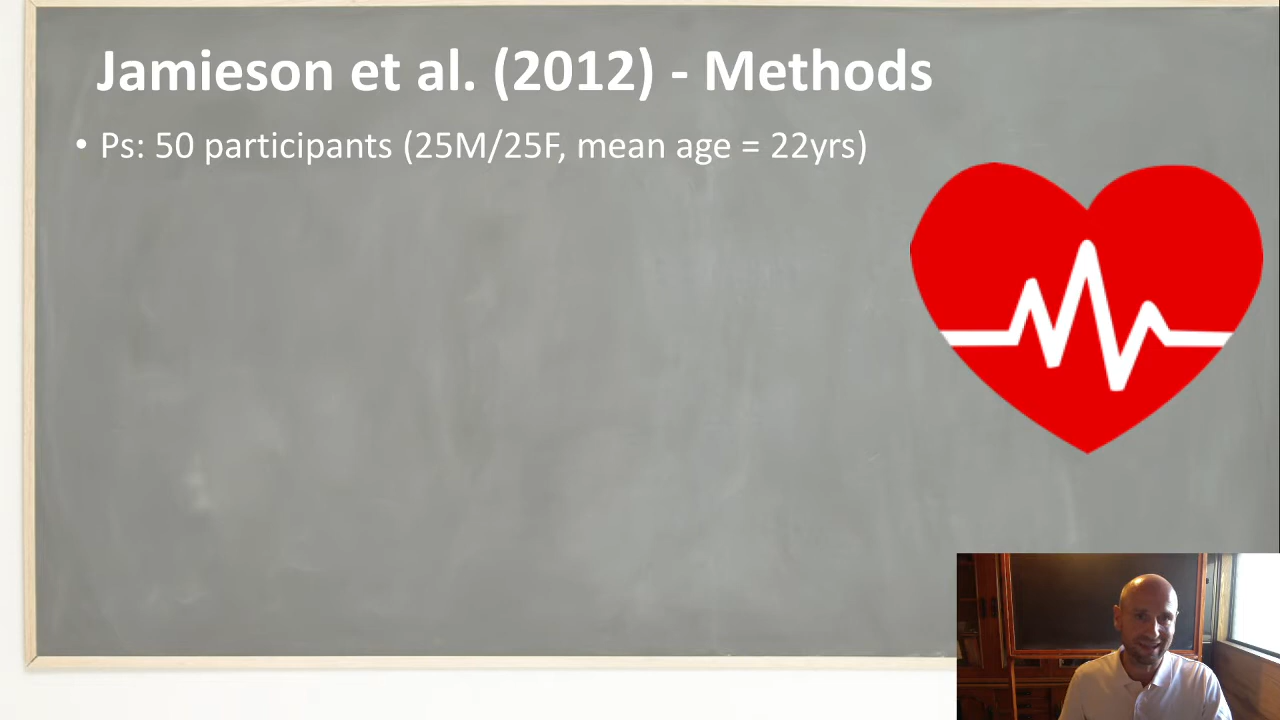 Jamieson et al. (2012) - Methods
• Ps: 50 participants (25M/25F, mean age = 22yrs)